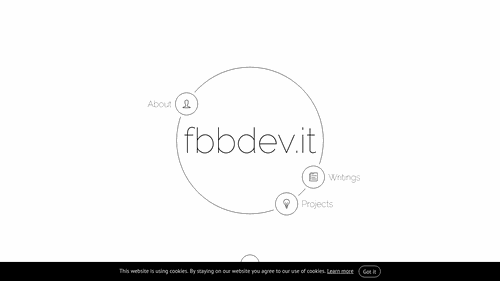 About
fbbdev.it
Writings
Projects
This website is using cookies. By staying on our website you agree to our use of cookies. Learn more Got it